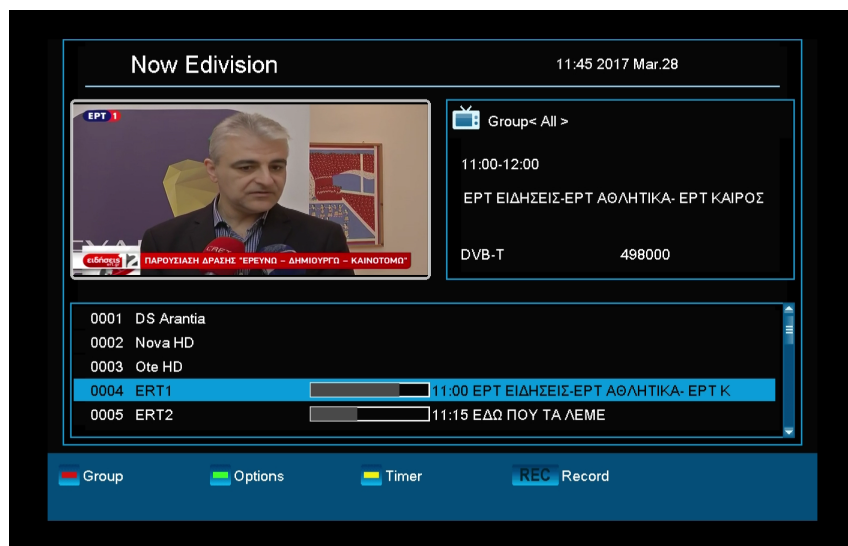 Now Edivision
11:45 2017 Mar.28
ΕΡΤ 1
ειδήσεις 12 ΠΑΡΟΥΣΙΑΣΗ ΔΡΑΣΗΣ "ΕΡΕΥΝΩ – ΔΗΜΙΟΥΡΓΩ – ΚΑΙΝΟΤΟΜΩ"
Group< All >
11:00-12:00
ΕΡΤ ΕΙΔΗΣΕΙΣ-ΕΡΤ ΑΘΛΗΤΙΚΑ- ΕΡΤ ΚΑΙΡΟΣ
DVB-T 498000
0001 DS Arantia
0002 Nova HD
0003 Ote HD
0004 ERT1 11:00 ΕΡΤ ΕΙΔΗΣΕΙΣ-ΕΡΤ ΑΘΛΗΤΙΚΑ- ΕΡΤ Κ
0005 ERT2 11:15 ΕΔΩ ΠΟΥ ΤΑ ΛΕΜΕ
Group Options Timer REC Record